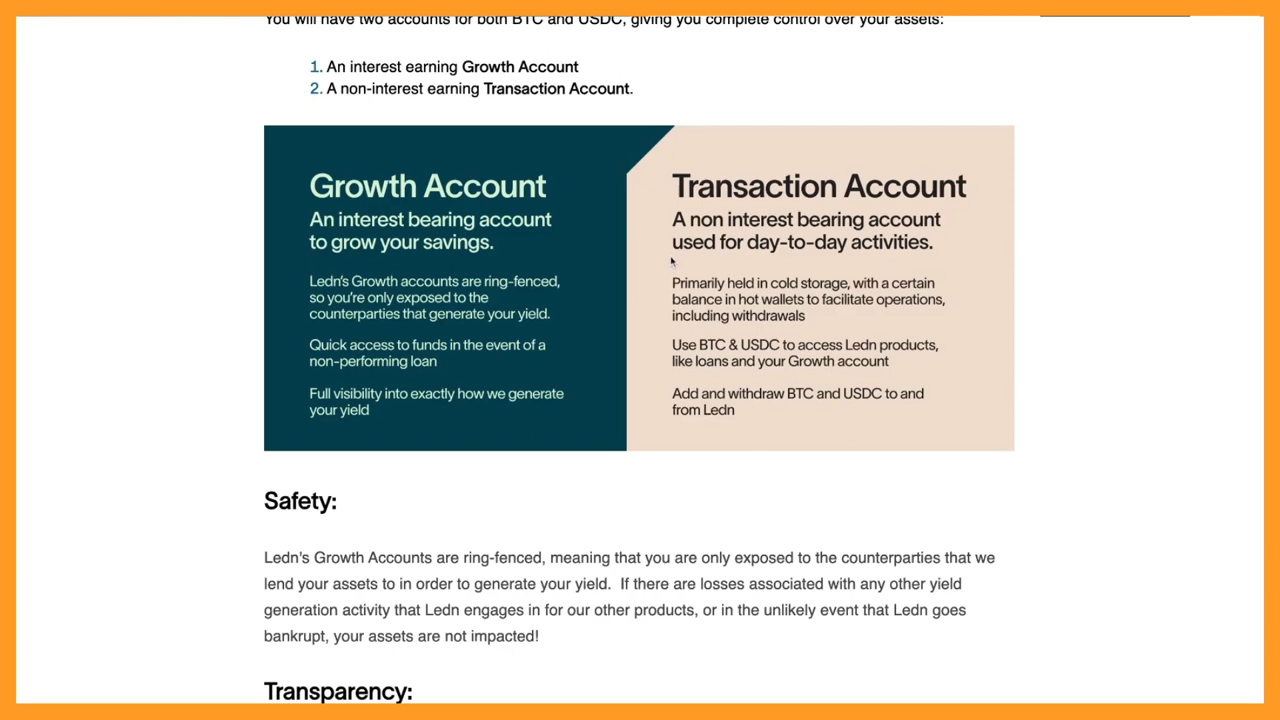 You will have two accounts for both BTC and USDC, giving you complete control over your assets:
1. An interest earning Growth Account
2. A non-interest earning Transaction Account.
Growth Account
An interest bearing account
to grow your savings.
Ledn's Growth accounts are ring-fenced,
so you're only exposed to the
counterparties that generate your yield.
Quick access to funds in the event of a
non-performing loan
Full visibility into exactly how we generate
your yield
Transaction Account
A non interest bearing account
used for day-to-day activities.
Primarily held in cold storage, with a certain
balance in hot wallets to facilitate operations,
including withdrawals
Use BTC & USDC to access Ledn products,
like loans and your Growth account
Add and withdraw BTC and USDC to and
from Ledn
Safety:
Ledn's Growth Accounts are ring-fenced, meaning that you are only exposed to the counterparties that we
lend your assets to in order to generate your yield.  If there are losses associated with any other yield
generation activity that Ledn engages in for our other products, or in the unlikely event that Ledn goes
bankrupt, your assets are not impacted!
Transparency: